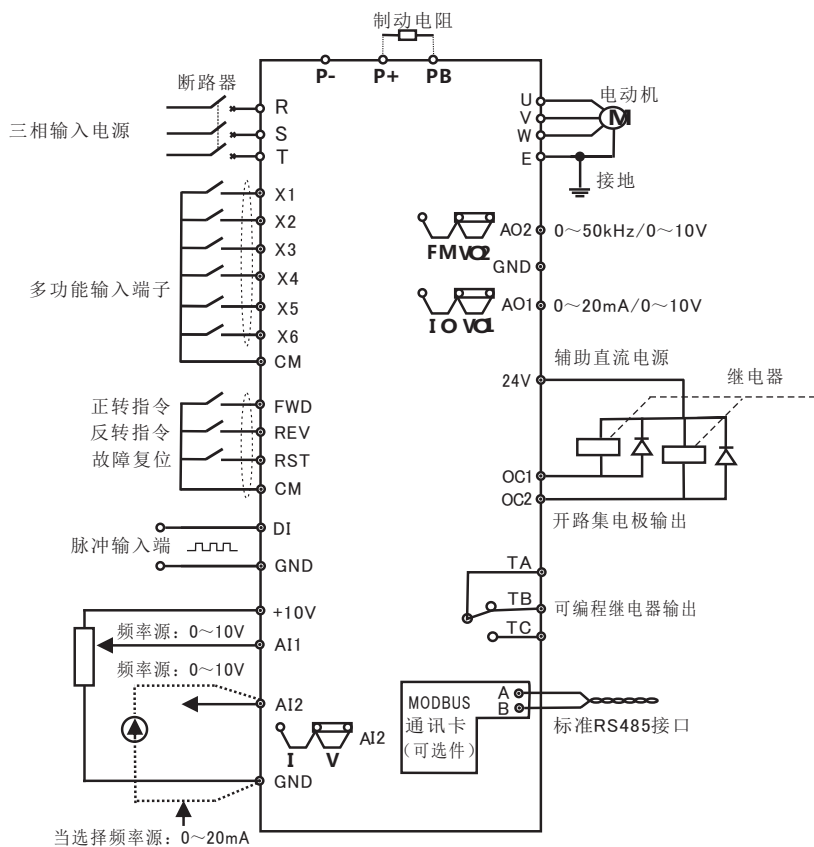 制动电阻
P- P+ PB
断路器
三相输入电源
R
S
T
U
V
W
E
电动机
M
接地
X1
X2
X3
X4
X5
X6
CM
多功能输入端子
FM VO2
AO2 0～50kHz/0～10V
GND
IO VO1
AO1 0～20mA/0～10V
辅助直流电源
24V
继电器
正转指令 FWD
反转指令 REV
故障复位 RST
CM
OC1
OC2
开路集电极输出
DI
脉冲输入端
GND
TA
TB 可编程继电器输出
TC
+10V
频率源：0～10V
AI1
频率源：0～10V
AI2
I V AI2
GND
当选择频率源：0～20mA
MODBUS
通讯卡
（可选件）
A
B
标准RS485接口